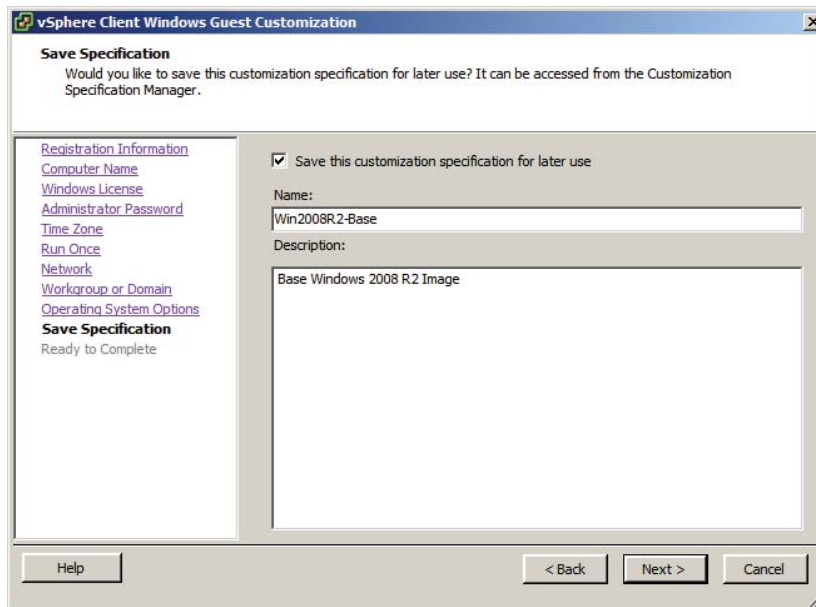 vSphere Client Windows Guest Customization
Save Specification
Would you like to save this customization specification for later use? It can be accessed from the Customization
Specification Manager.
Registration Information
Computer Name
Windows License
Administrator Password
Time Zone
Run Once
Network
Workgroup or Domain
Operating System Options
Save Specification
Ready to Complete
Save this customization specification for later use
Name:
Win2008R2-Base
Description:
Base Windows 2008 R2 Image
Help
< Back
Next >
Cancel